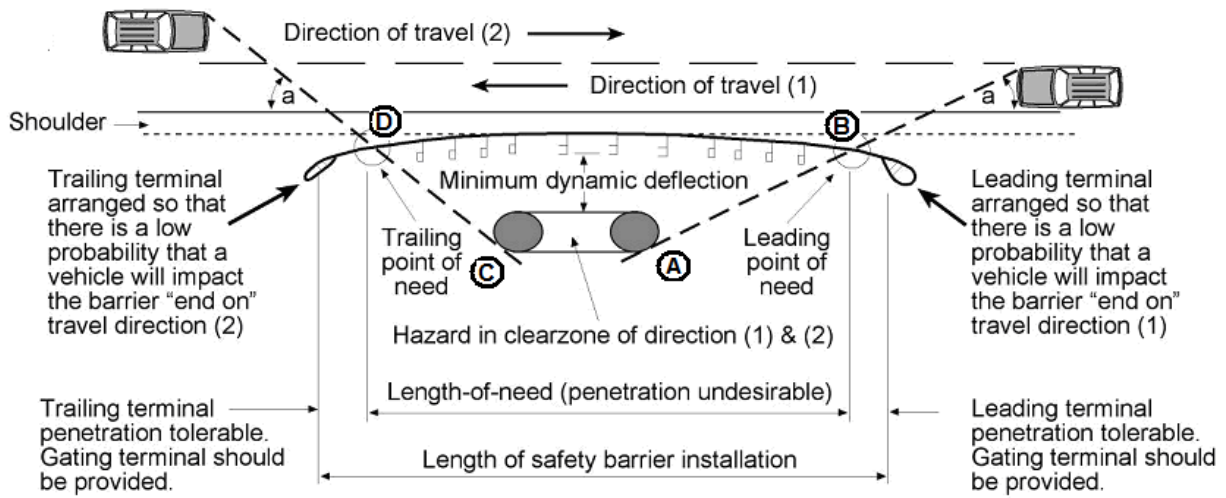 Direction of travel (2)
Direction of travel (1)
a
a
Shoulder
D
B
Minimum dynamic deflection
Trailing terminal
arranged so that
there is a low
probability that a
vehicle will impact
the barrier “end on”
travel direction (2)
Trailing
point of
need
C
A
Leading
point of
need
Leading terminal
arranged so that
there is a low
probability that a
vehicle will impact
the barrier “end on”
travel direction (1)
Hazard in clearzone of direction (1) & (2)
Length-of-need (penetration undesirable)
Trailing terminal
penetration tolerable.
Gating terminal should
be provided.
Length of safety barrier installation
Leading terminal
penetration tolerable.
Gating terminal should
be provided.